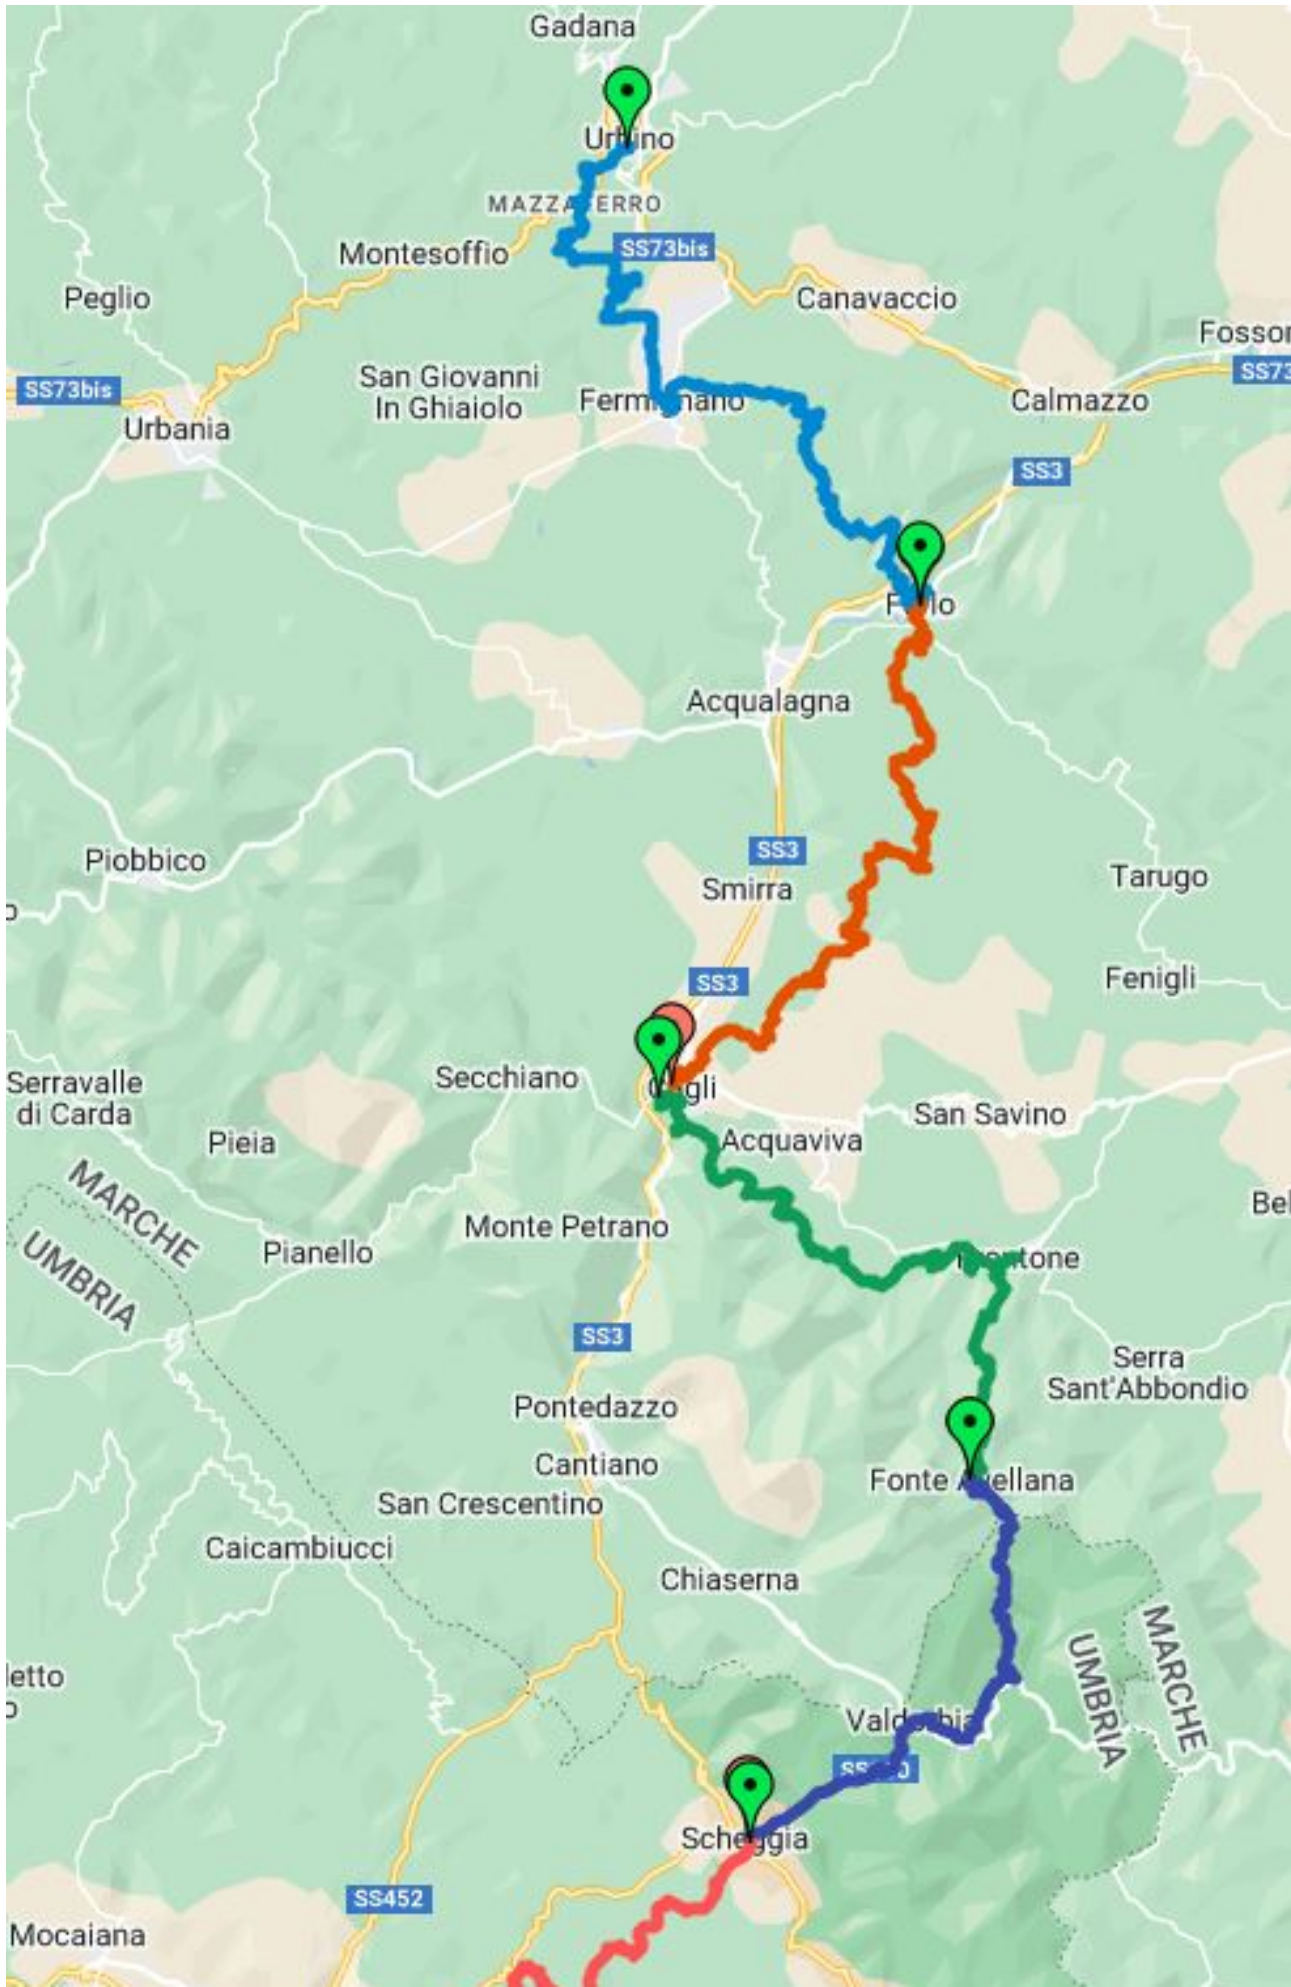 Gadana
Urbino
MAZZAFERRO
SS73bis
Montesoffio
Peglio
Canavaccio
Fossor
SS73bis
SS73
San Giovanni
In Ghiaiolo
Fermignano
Calmazzo
Urbania
SS3
Acqualagna
SS3
Piobbico
Smirra
Tarugo
SS3
Fenigli
Serravalle
di Carda
Secchiano
Cagli
San Savino
Pieia
Acquaviva
MARCHE
UMBRIA
Monte Petrano
Bel
Pianello
Frontone
SS3
Serra
Sant'Abbondio
Pontedazzo
Cantiano
Fonte Avellana
San Crescentino
Caicambiucci
Chiaserna
MARCHE
UMBRIA
letto
o
Valdorbia
Scheggia
SS452
Mocaiana